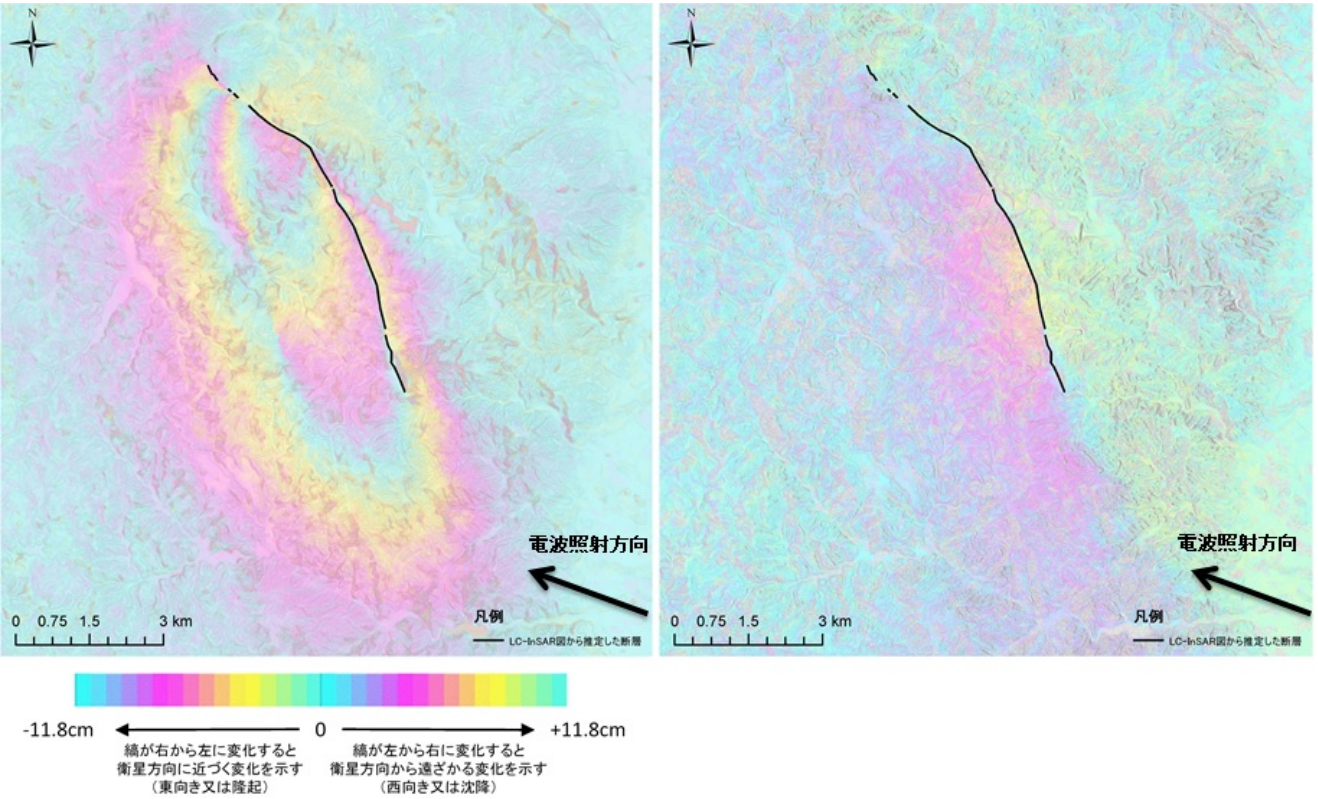 N
N
電波照射方向
電波照射方向
凡例
凡例
0 0.75 1.5 3 km
LC-InSAR図から推定した断層
0 0.75 1.5 3 km
LC-InSAR図から推定した断層
-11.8cm 0 +11.8cm
縞が右から左に変化すると
衛星方向に近づく変化を示す
(東向き又は隆起)
縞が左から右に変化すると
衛星方向から遠ざかる変化を示す
(西向き又は沈降)